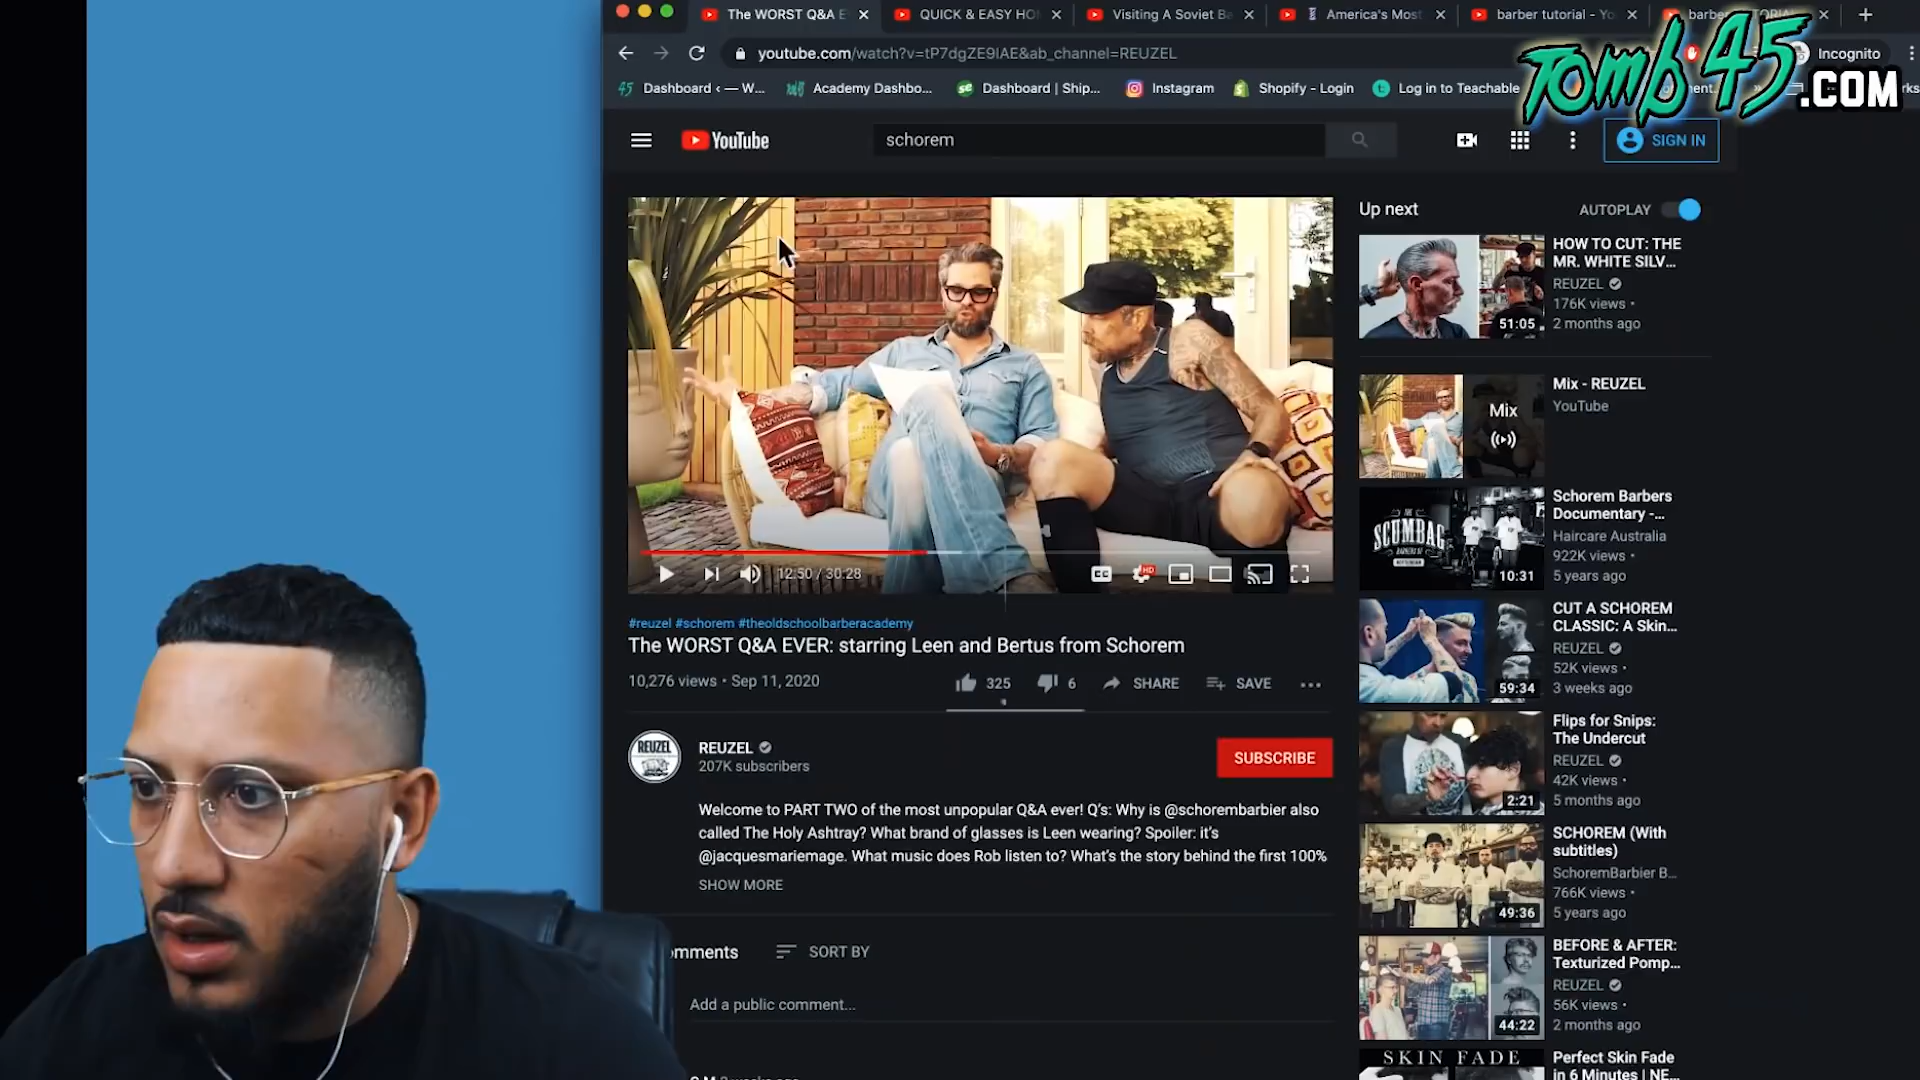 The WORST Q&A E
QUICK & EASY HO
Visiting A Soviet Ba
America's Most
barber tutorial - Yo
TOMB45.COM
youtube.com/watch?v=tP7dgZE9IAE&ab_channel=REUZEL
Incognito
Dashboard ‹ — W...
Academy Dashbo...
Dashboard | Ship...
Instagram
Shopify - Login
Log in to Teachable
YouTube
schorem
SIGN IN
12:50 / 30:28
CC
HD
#reuzel #schorem #theoldschoolbarberacademy
The WORST Q&A EVER: starring Leen and Bertus from Schorem
10,276 views • Sep 11, 2020
325
6
SHARE
SAVE
REUZEL
REUZEL
207K subscribers
SUBSCRIBE
Welcome to PART TWO of the most unpopular Q&A ever! Q's: Why is @schorembarbier also
called The Holy Ashtray? What brand of glasses is Leen wearing? Spoiler: it's
@jacquesmariemage. What music does Rob listen to? What's the story behind the first 100%
SHOW MORE
omments
SORT BY
Add a public comment...
Up next
AUTOPLAY
HOW TO CUT: THE
MR. WHITE SILV...
REUZEL
176K views •
2 months ago
51:05
Mix - REUZEL
YouTube
Mix
Schorem Barbers
Documentary -...
Haircare Australia
922K views •
5 years ago
THE
SCUMBAG
10:31
CUT A SCHOREM
CLASSIC: A Skin...
REUZEL
52K views •
3 weeks ago
59:34
Flips for Snips:
The Undercut
REUZEL
42K views •
5 months ago
2:21
SCHOREM (With
subtitles)
SchoremBarbier B...
766K views •
5 years ago
49:36
BEFORE & AFTER:
Texturized Pomp...
REUZEL
56K views •
2 months ago
44:22
SKIN FADE
Perfect Skin Fade
in 6 Minutes | NE...